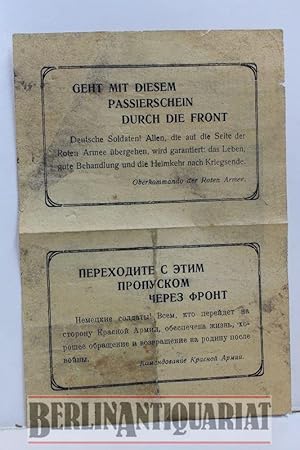 GEHT MIT DIESEM
PASSIERSCHEIN
DURCH DIE FRONT
Deutsche Soldaten! Allen, die auf die Seite der
Roten Armee übergehen, wird garantiert: das Leben,
gute Behandlung und die Heimkehr nach Kriegsende.
Oberkommando der Roten Armee.
ПЕРЕХОДИТЕ С ЭТИМ
ПРОПУСКОМ
ЧЕРЕЗ ФРОНТ
Немецкие солдаты! Всем, кто перейдет на
сторону Красной Армии, обеспечена жизнь, хо-
рошее обращение и возвращение на родину после
войны.
Командование Красной Армии.
BERLINANTIQUARIAT